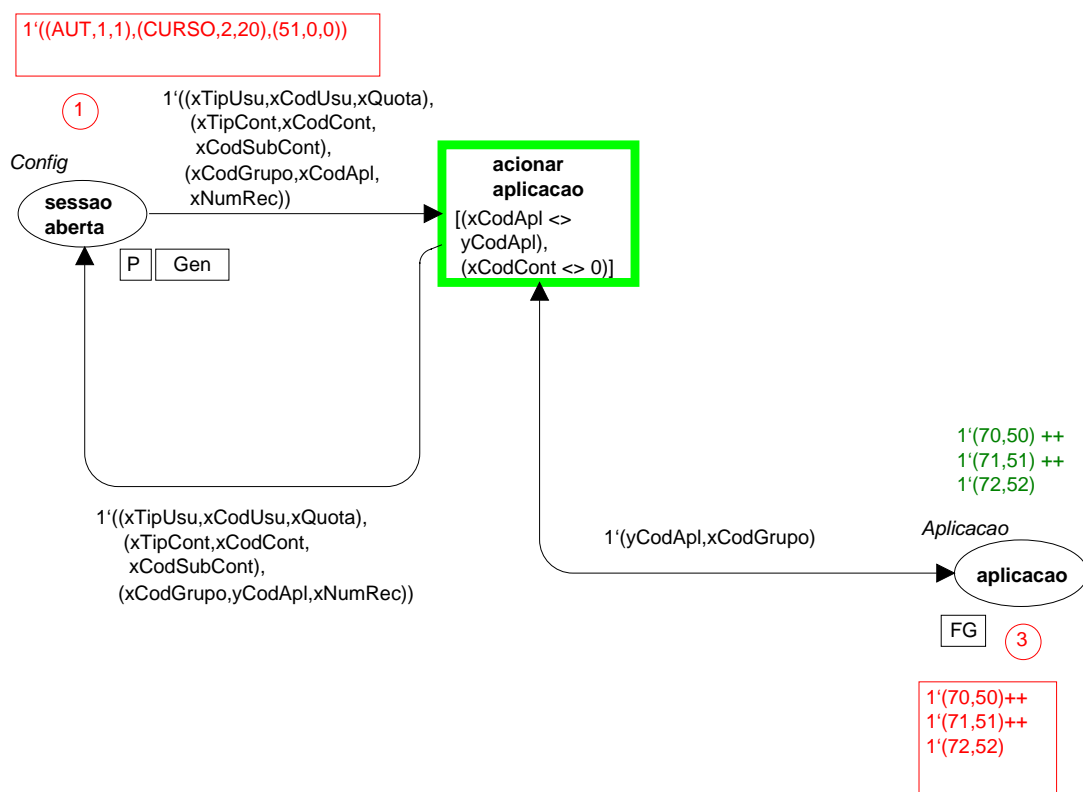 1‘((AUT,1,1),(CURSO,2,20),(51,0,0))
1
1‘((xTipUsu,xCodUsu,xQuota),
(xTipCont,xCodCont,
xCodSubCont),
(xCodGrupo,xCodApl,
xNumRec))
Config
sessao
aberta
P
Gen
acionar
aplicacao
[(xCodApl <>
yCodApl),
(xCodCont <> 0)]
1‘((xTipUsu,xCodUsu,xQuota),
(xTipCont,xCodCont,
xCodSubCont),
(xCodGrupo,yCodApl,xNumRec))
1‘(yCodApl,xCodGrupo)
1‘(70,50) ++
1‘(71,51) ++
1‘(72,52)
Aplicacao
aplicacao
FG
3
1‘(70,50)++
1‘(71,51)++
1‘(72,52)